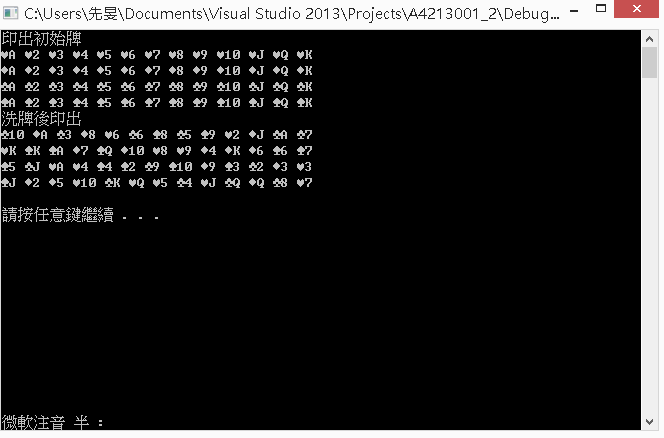 C:\Users\先旻\Documents\Visual Studio 2013\Projects\A4213001_2\Debug...
印出初始牌
♥A ♥2 ♥3 ♥4 ♥5 ♥6 ♥7 ♥8 ♥9 ♥10 ♥J ♥Q ♥K
♦A ♦2 ♦3 ♦4 ♦5 ♦6 ♦7 ♦8 ♦9 ♦10 ♦J ♦Q ♦K
♣A ♣2 ♣3 ♣4 ♣5 ♣6 ♣7 ♣8 ♣9 ♣10 ♣J ♣Q ♣K
♠A ♠2 ♠3 ♠4 ♠5 ♠6 ♠7 ♠8 ♠9 ♠10 ♠J ♠Q ♠K
洗牌後印出
♣10 ♦A ♣3 ♦8 ♥6 ♣6 ♠8 ♣5 ♠9 ♥2 ♦J ♣A ♣7
♥K ♠K ♠A ♦7 ♠Q ♦10 ♥8 ♥9 ♦4 ♦K ♦6 ♠6 ♠7
♠5 ♣J ♥A ♥4 ♠4 ♣2 ♣9 ♠10 ♦9 ♠3 ♠2 ♦3 ♥3
♠J ♦2 ♦5 ♥10 ♣K ♥Q ♥5 ♣4 ♥J ♣Q ♦Q ♣8 ♥7
請按任意鍵繼續 . . .
微軟注音 半 :